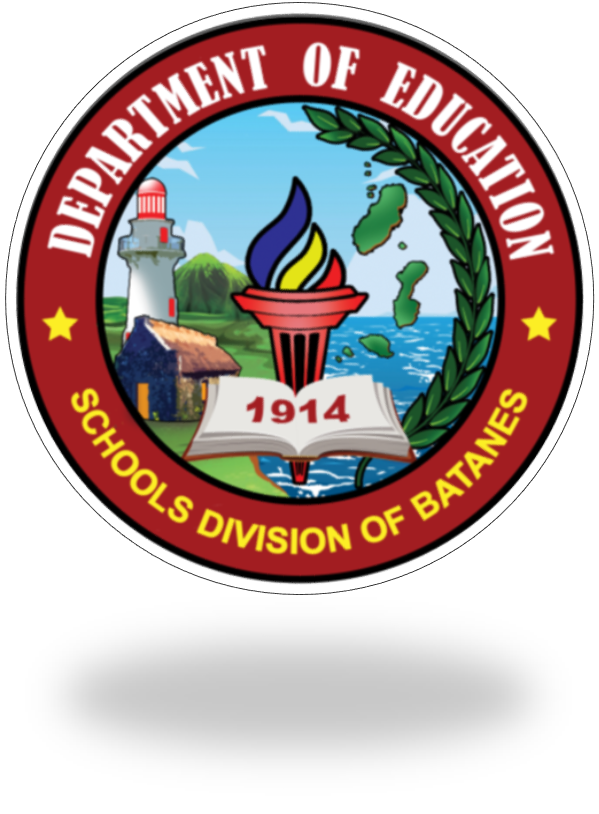 DEPARTMENT OF EDUCATION
1914
SCHOOLS DIVISION OF BATANES